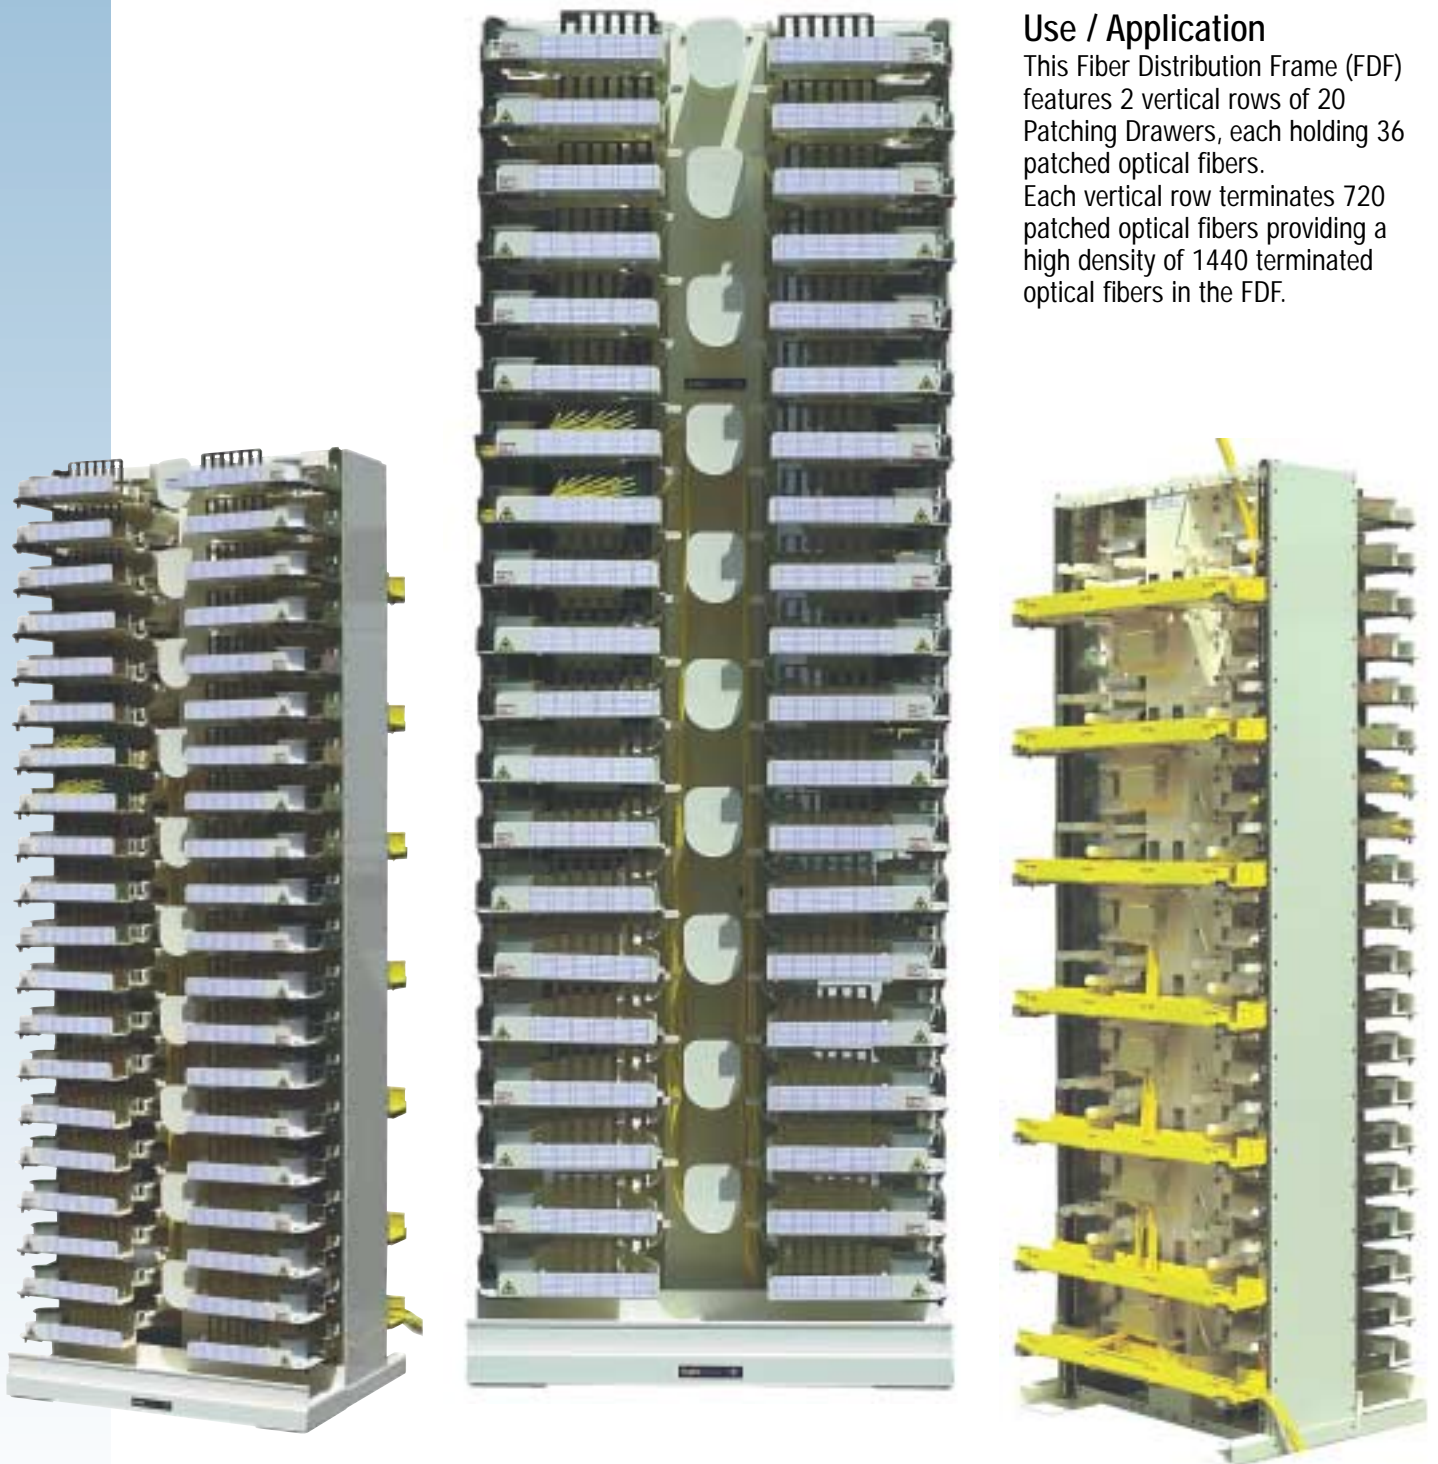 Use / Application
This Fiber Distribution Frame (FDF)
features 2 vertical rows of 20
Patching Drawers, each holding 36
patched optical fibers.
Each vertical row terminates 720
patched optical fibers providing a
high density of 1440 terminated
optical fibers in the FDF.